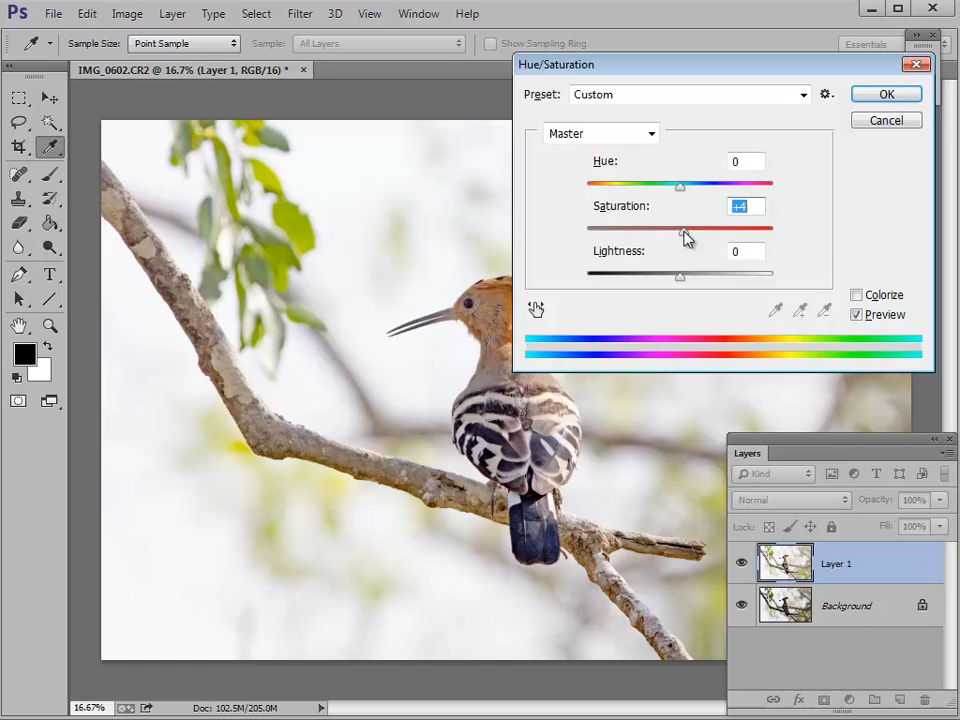 Ps File Edit Image Layer Type Select Filter 3D View Window Help
Sample Size: Point Sample Sample: All Layers Show Sampling Ring Essentials
IMG_0602.CR2 @ 16.7% (Layer 1, RGB/16) *
Hue/Saturation
Preset: Custom OK
Cancel
Master
Hue: 0
Saturation: +4
Lightness: 0
Colorize
Preview
Layers
Kind
Normal Opacity: 100%
Lock: Fill: 100%
Layer 1
Background
16.67% Doc: 102.5M/205.0M